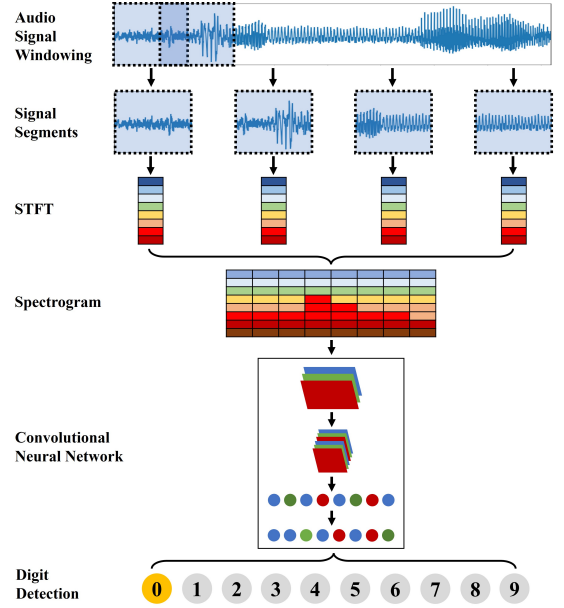 Audio
Signal
Windowing
Signal
Segments
STFT
Spectrogram
Convolutional
Neural Network
Digit
Detection
0 1 2 3 4 5 6 7 8 9